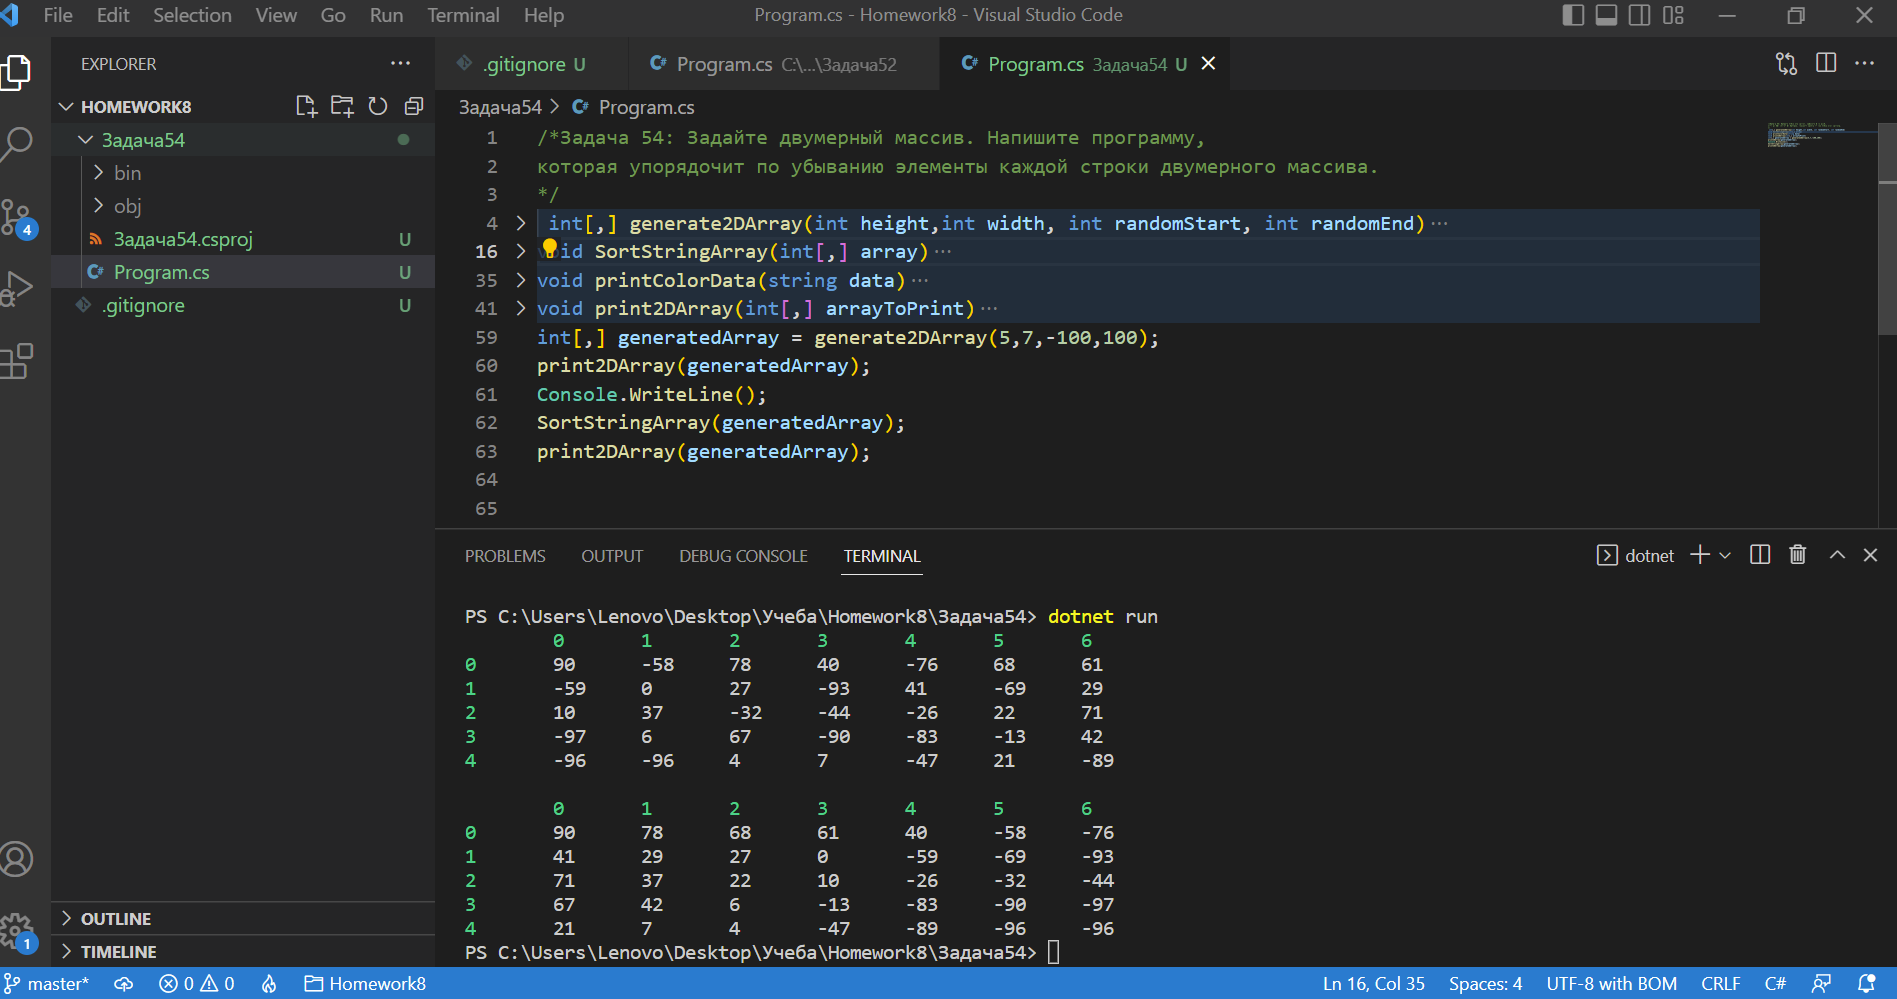 File Edit Selection View Go Run Terminal Help
Program.cs - Homework8 - Visual Studio Code
EXPLORER
HOMEWORK8
Задача54
bin
obj
Задача54.csproj U
Program.cs U
.gitignore U
OUTLINE
TIMELINE
4
1
.gitignore U
Program.cs C:\...\Задача52
Program.cs Задача54 U
Задача54 > Program.cs
1 /*Задача 54: Задайте двумерный массив. Напишите программу,
2 которая упорядочит по убыванию элементы каждой строки двумерного массива.
3 */
4 int[,] generate2DArray(int height,int width, int randomStart, int randomEnd)···
16 void SortStringArray(int[,] array)···
35 void printColorData(string data)···
41 void print2DArray(int[,] arrayToPrint)···
59 int[,] generatedArray = generate2DArray(5,7,-100,100);
60 print2DArray(generatedArray);
61 Console.WriteLine();
62 SortStringArray(generatedArray);
63 print2DArray(generatedArray);
64
65
PROBLEMS OUTPUT DEBUG CONSOLE TERMINAL
dotnet
PS C:\Users\Lenovo\Desktop\Учеба\Homework8\Задача54> dotnet run
0 1 2 3 4 5 6
0 90 -58 78 40 -76 68 61
1 -59 0 27 -93 41 -69 29
2 10 37 -32 -44 -26 22 71
3 -97 6 67 -90 -83 -13 42
4 -96 -96 4 7 -47 21 -89
0 1 2 3 4 5 6
0 90 78 68 61 40 -58 -76
1 41 29 27 0 -59 -69 -93
2 71 37 22 10 -26 -32 -44
3 67 42 6 -13 -83 -90 -97
4 21 7 4 -47 -89 -96 -96
PS C:\Users\Lenovo\Desktop\Учеба\Homework8\Задача54>
master* 0 0 Homework8
Ln 16, Col 35 Spaces: 4 UTF-8 with BOM CRLF C#